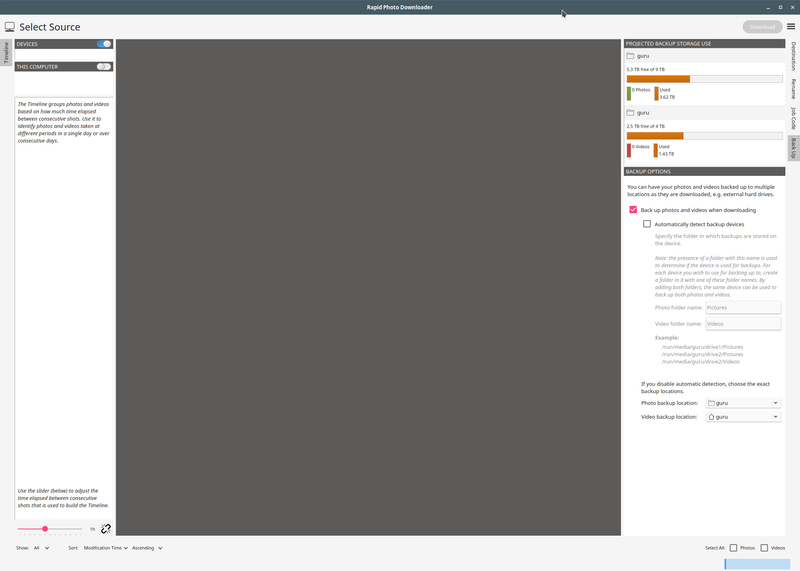 Rapid Photo Downloader
Select Source
Download
Timeline
DEVICES
THIS COMPUTER
The Timeline groups photos and videos
based on how much time elapsed
between consecutive shots. Use it to
identify photos and videos taken at
different periods in a single day or over
consecutive days.
Use the slider (below) to adjust the
time elapsed between consecutive
shots that is used to build the Timeline.
1h
PROJECTED BACKUP STORAGE USE
guru
5.3 TB free of 9 TB
0 Photos
Used
3.62 TB
guru
2.5 TB free of 4 TB
0 Videos
Used
1.43 TB
BACKUP OPTIONS
You can have your photos and videos backed up to multiple
locations as they are downloaded, e.g. external hard drives.
Back up photos and videos when downloading
Automatically detect backup devices
Specify the folder in which backups are stored on
the device.
Note: the presence of a folder with this name is used
to determine if the device is used for backups. For
each device you wish to use for backing up to, create
a folder in it with one of these folder names. By
adding both folders, the same device can be used to
back up both photos and videos.
Photo folder name: Pictures
Video folder name: Videos
Example:
/run/media/guru/drive1/Pictures
/run/media/guru/drive2/Pictures
/run/media/guru/drive2/Videos
If you disable automatic detection, choose the exact
backup locations.
Photo backup location: guru
Video backup location: guru
Destination
Rename
Job Code
Back Up
Show: All Sort: Modification Time Ascending
Select All: Photos Videos